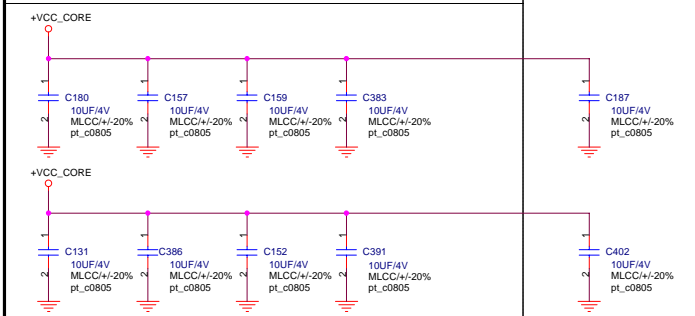 +VCC_CORE
1 2 C180 10UF/4V MLCC/+/-20% pt_c0805
1 2 C157 10UF/4V MLCC/+/-20% pt_c0805
1 2 C159 10UF/4V MLCC/+/-20% pt_c0805
1 2 C383 10UF/4V MLCC/+/-20% pt_c0805
1 2 C187 10UF/4V MLCC/+/-20% pt_c0805
+VCC_CORE
1 2 C131 10UF/4V MLCC/+/-20% pt_c0805
1 2 C386 10UF/4V MLCC/+/-20% pt_c0805
1 2 C152 10UF/4V MLCC/+/-20% pt_c0805
1 2 C391 10UF/4V MLCC/+/-20% pt_c0805
1 2 C402 10UF/4V MLCC/+/-20% pt_c0805